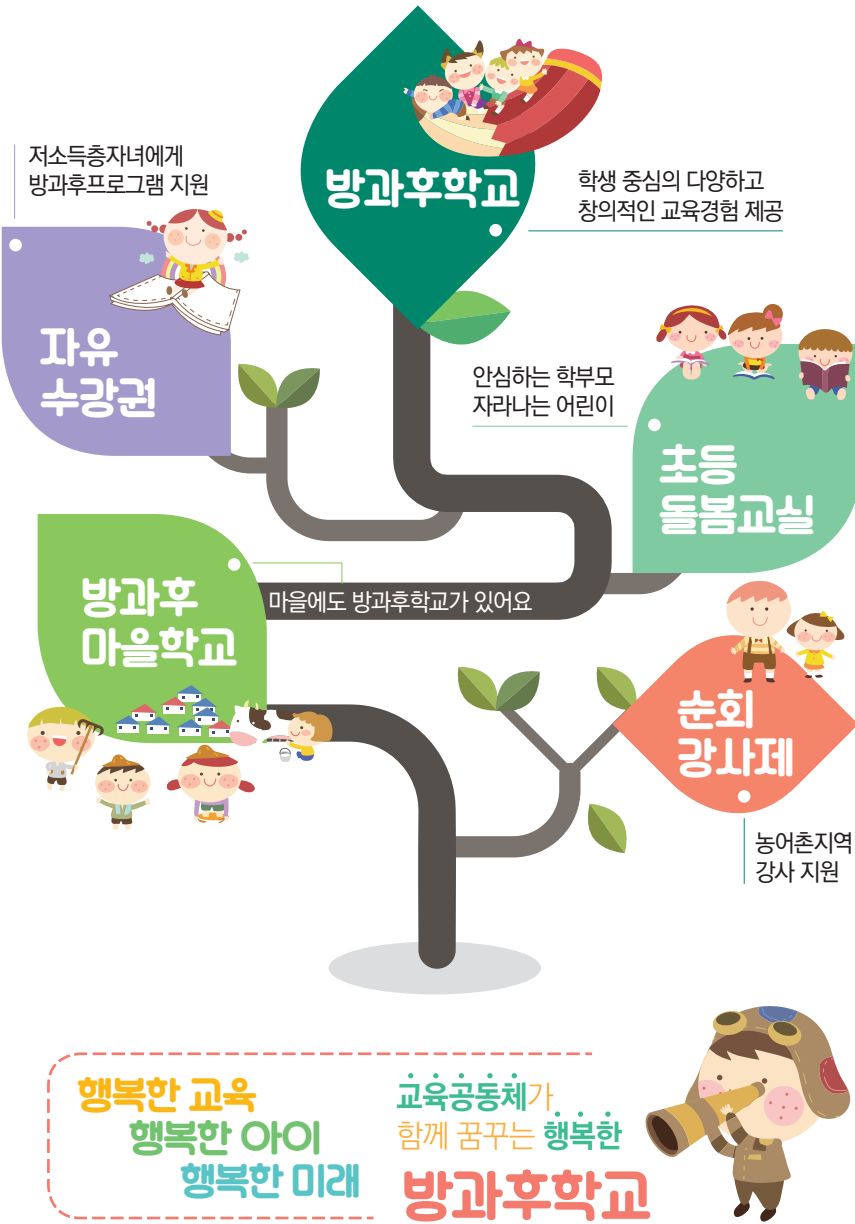 방과후학교
학생 중심의 다양하고
창의적인 교육경험 제공
저소득층자녀에게
방과후프로그램 지원
자유
수강권
안심하는 학부모
자라나는 어린이
초등
돌봄교실
방과후
마을학교
마을에도 방과후학교가 있어요
순회
강사제
농어촌지역
강사 지원
행복한 교육
행복한 아이
행복한 미래
교육공동체가
함께 꿈꾸는 행복한
방과후학교